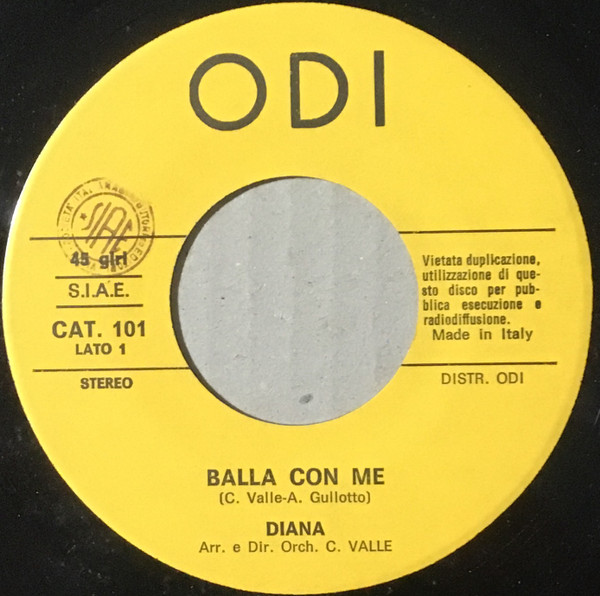 ODI
SIAE
45 giri
S.I.A.E.
CAT. 101
LATO 1
STEREO
Vietata duplicazione,
utilizzazione di que-
sto disco per pub-
blica esecuzione e
radiodiffusione.
Made in Italy
DISTR. ODI
BALLA CON ME
(C. Valle-A. Gullotto)
DIANA
Arr. e Dir. Orch. C. VALLE